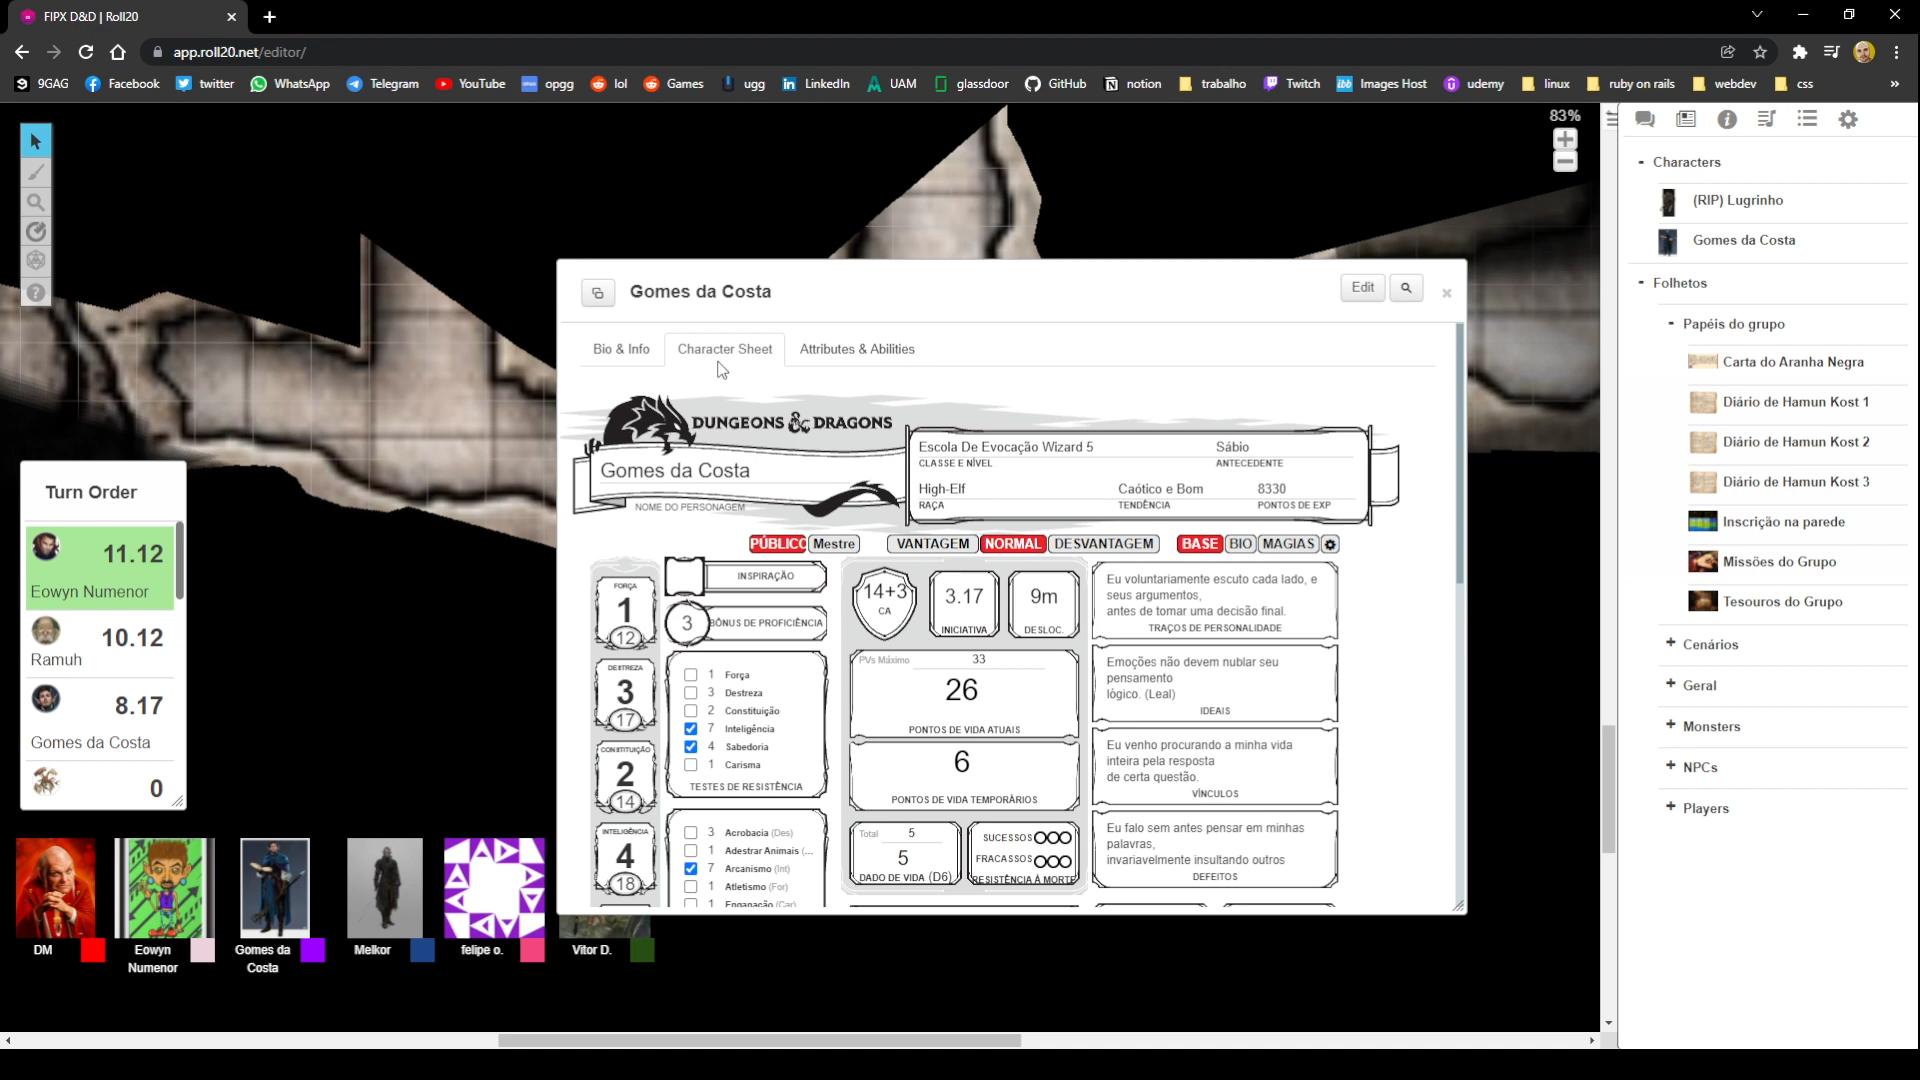 FIPX D&D | Roll20
app.roll20.net/editor/
9GAG Facebook twitter WhatsApp Telegram YouTube opgg lol Games ugg LinkedIn UAM glassdoor GitHub notion trabalho Twitch Images Host udemy linux ruby on rails webdev css
83%
Turn Order
11.12
Eowyn Numenor
10.12
Ramuh
8.17
Gomes da Costa
0
DM
Eowyn
Numenor
Gomes da
Costa
Melkor
felipe o.
Vitor D.
Gomes da Costa
Edit
Bio & Info
Character Sheet
Attributes & Abilities
DUNGEONS & DRAGONS
Gomes da Costa
NOME DO PERSONAGEM
Escola De Evocação Wizard 5
Sábio
CLASSE E NÍVEL
ANTECEDENTE
High-Elf
Caótico e Bom
8330
RAÇA
TENDÊNCIA
PONTOS DE EXP
PÚBLICO Mestre
VANTAGEM NORMAL DESVANTAGEM
BASE BIO MAGIAS
FORÇA
1
12
DESTREZA
3
17
CONSTITUIÇÃO
2
14
INTELIGÊNCIA
4
18
INSPIRAÇÃO
3
BÔNUS DE PROFICIÊNCIA
1 Força
3 Destreza
2 Constituição
7 Inteligência
4 Sabedoria
1 Carisma
TESTES DE RESISTÊNCIA
3 Acrobacia (Des)
1 Adestrar Animais (...
7 Arcanismo (Int)
1 Atletismo (For)
1 Enganação (Car)
14+3
CA
3.17
INICIATIVA
9m
DESLOC.
PVs Máximo
33
26
PONTOS DE VIDA ATUAIS
6
PONTOS DE VIDA TEMPORÁRIOS
Total
5
5
DADO DE VIDA (D6)
SUCESSOS
FRACASSOS
RESISTÊNCIA À MORTE
Eu voluntariamente escuto cada lado, e
seus argumentos,
antes de tomar uma decisão final.
TRAÇOS DE PERSONALIDADE
Emoções não devem nublar seu
pensamento
lógico. (Leal)
IDEAIS
Eu venho procurando a minha vida
inteira pela resposta
de certa questão.
VÍNCULOS
Eu falo sem antes pensar em minhas
palavras,
invariavelmente insultando outros
DEFEITOS
Characters
(RIP) Lugrinho
Gomes da Costa
Folhetos
Papéis do grupo
Carta do Aranha Negra
Diário de Hamun Kost 1
Diário de Hamun Kost 2
Diário de Hamun Kost 3
Inscrição na parede
Missões do Grupo
Tesouros do Grupo
Cenários
Geral
Monsters
NPCs
Players